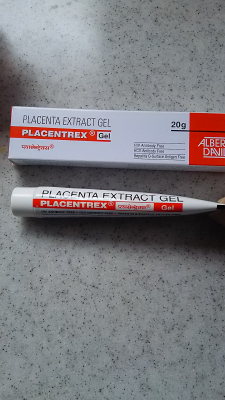 PLACENTA EXTRACT GEL
PLACENTREX® Gel
प्लासेन्ट्रेक्स®
20g
HIV Antibody Free
HCV Antibody Free
Hepatitis B Surface Antigen Free
ALBER
DAVID
PLACENTA EXTRACT GEL
PLACENTREX®
प्लासेन्ट्रेक्स®
Gel